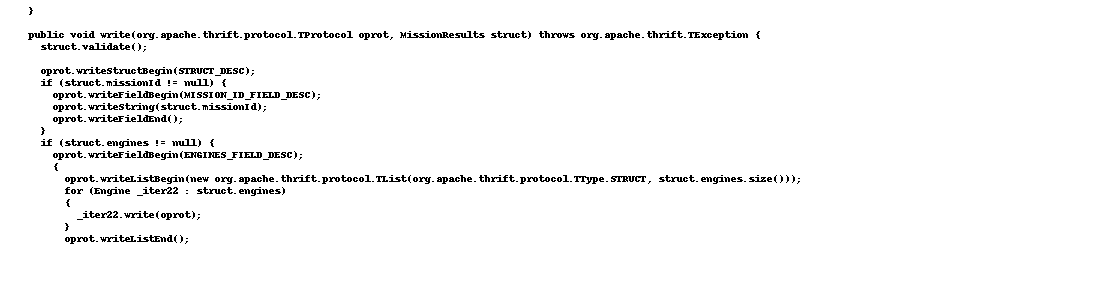 }
public void write(org.apache.thrift.protocol.TProtocol oprot, MissionResults struct) throws org.apache.thrift.TException {
struct.validate();
oprot.writeStructBegin(STRUCT_DESC);
if (struct.missionId != null) {
oprot.writeFieldBegin(MISSION_ID_FIELD_DESC);
oprot.writeString(struct.missionId);
oprot.writeFieldEnd();
}
if (struct.engines != null) {
oprot.writeFieldBegin(ENGINES_FIELD_DESC);
{
oprot.writeListBegin(new org.apache.thrift.protocol.TList(org.apache.thrift.protocol.TType.STRUCT, struct.engines.size()));
for (Engine _iter22 : struct.engines)
{
_iter22.write(oprot);
}
oprot.writeListEnd();